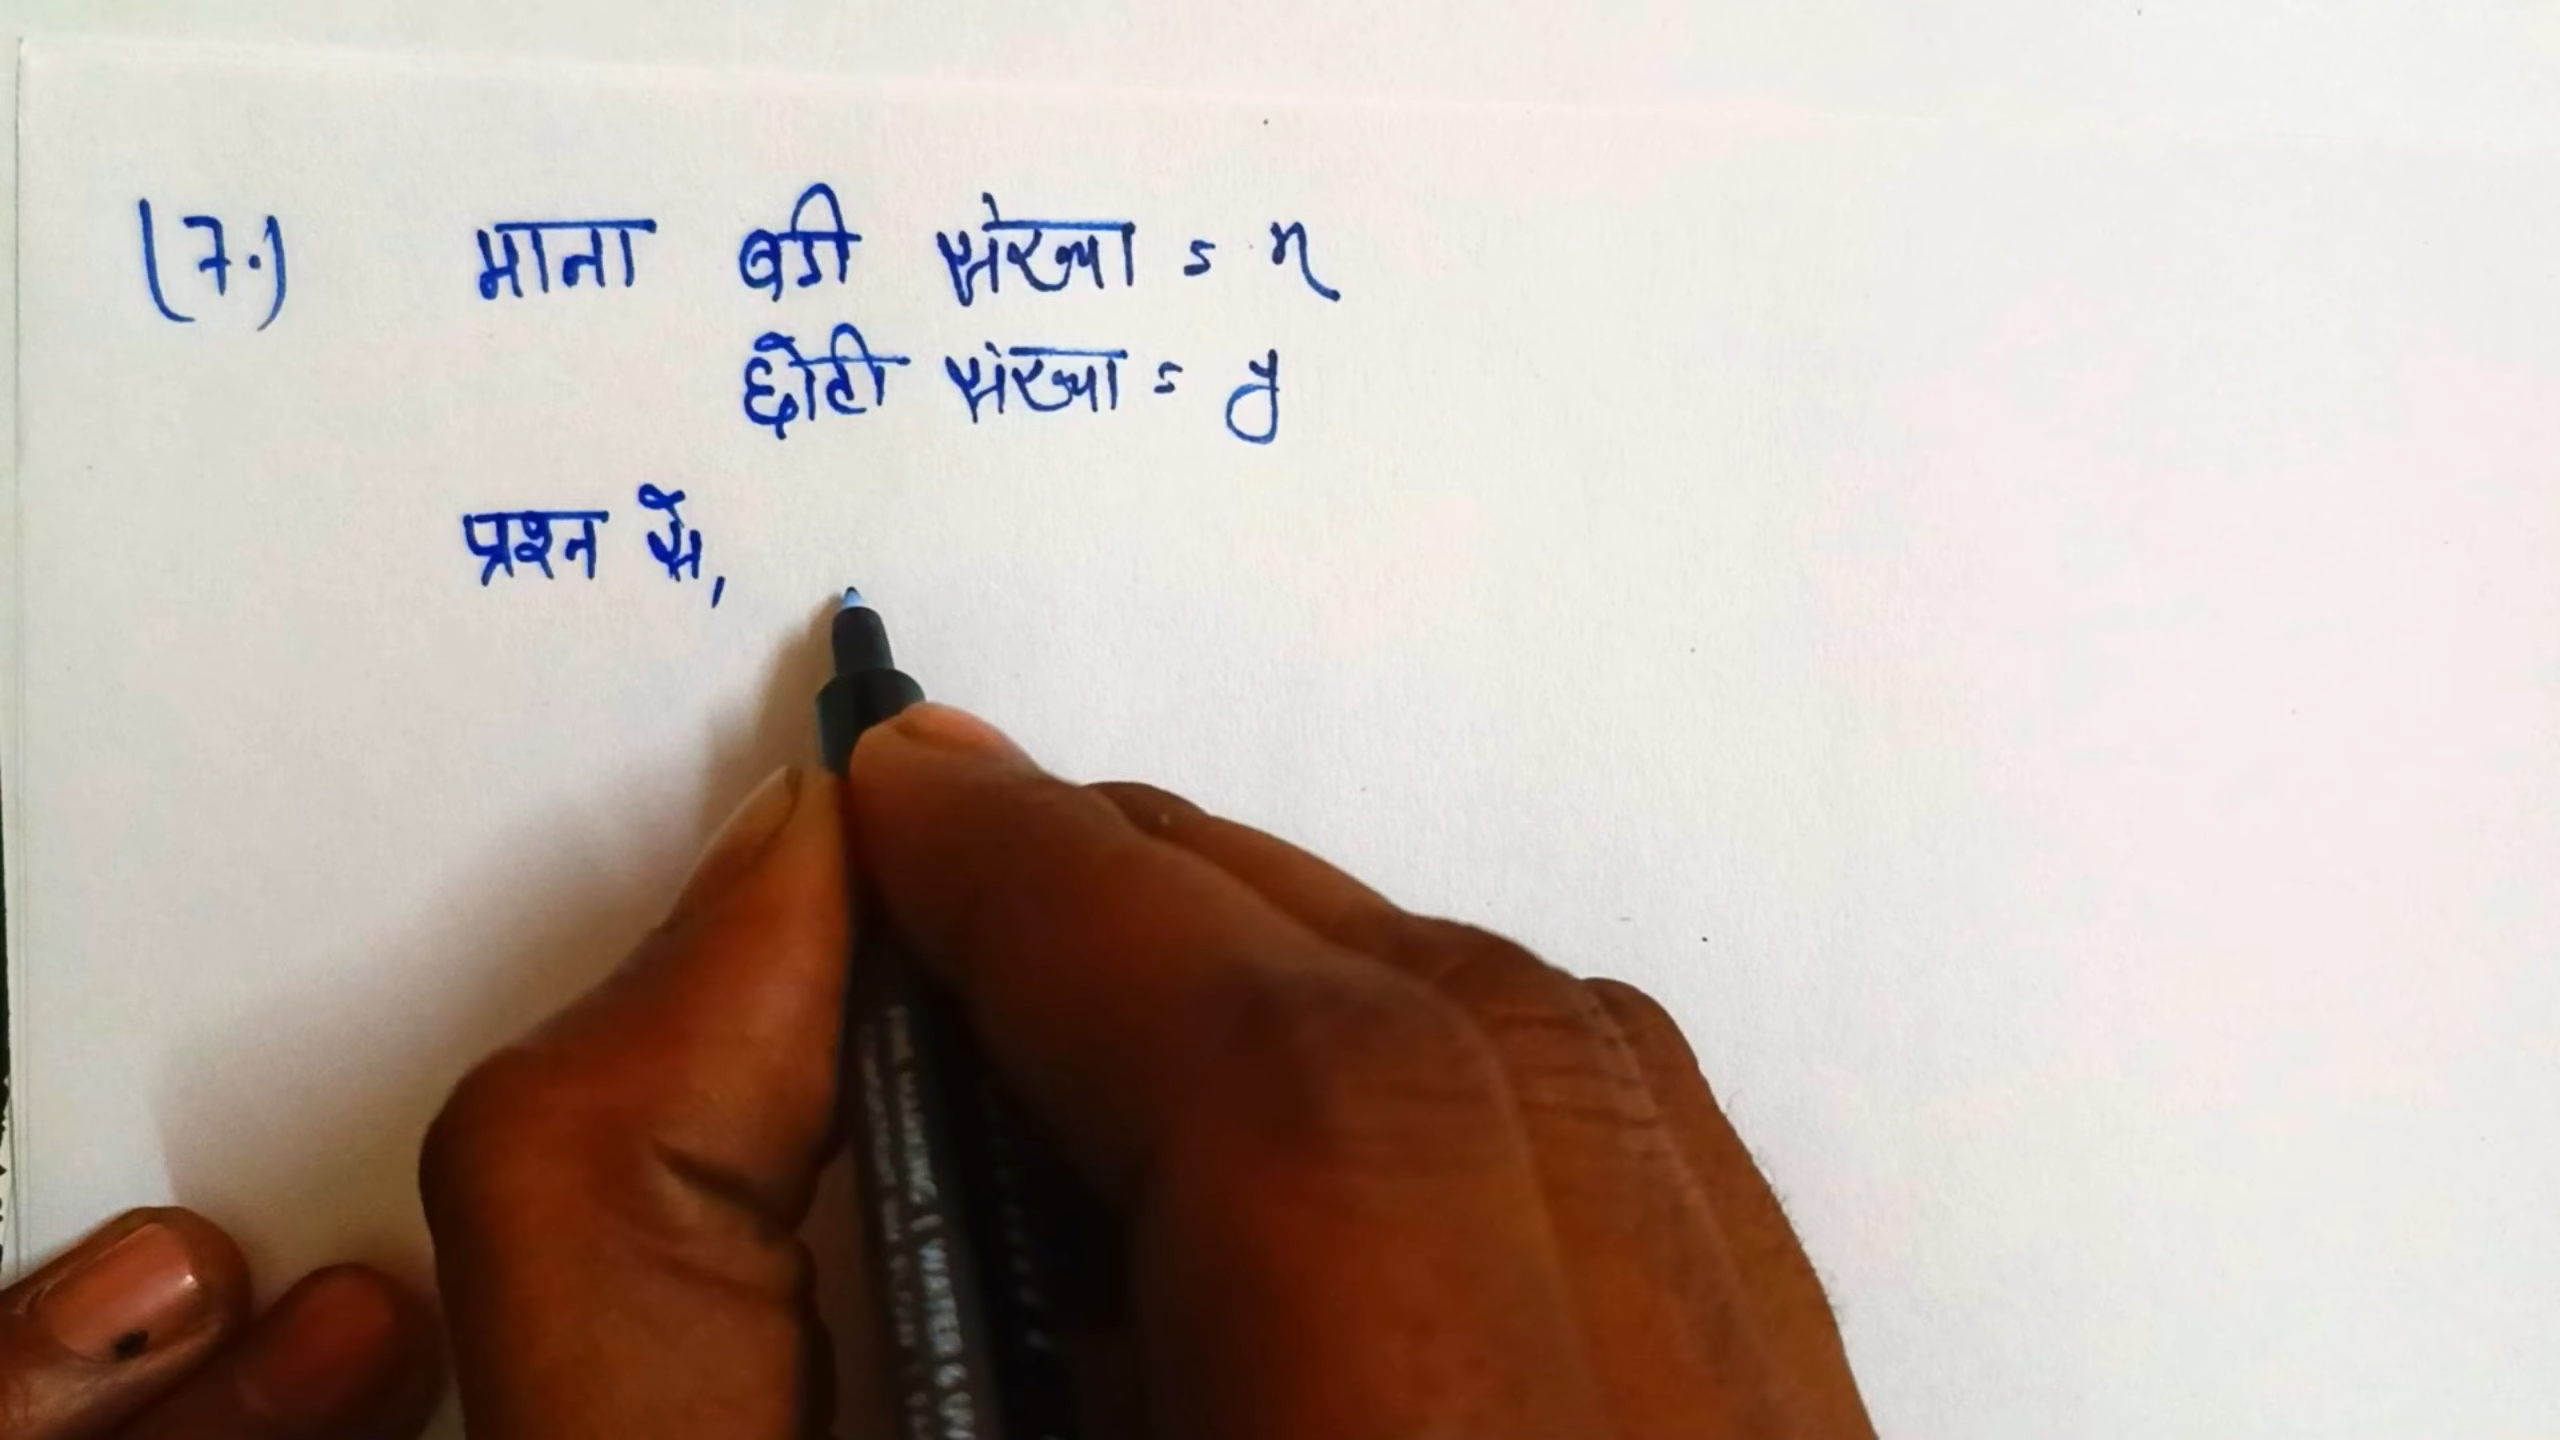 (7.) माना बडी संख्या = x
छोटी संख्या = y
प्रश्न से,